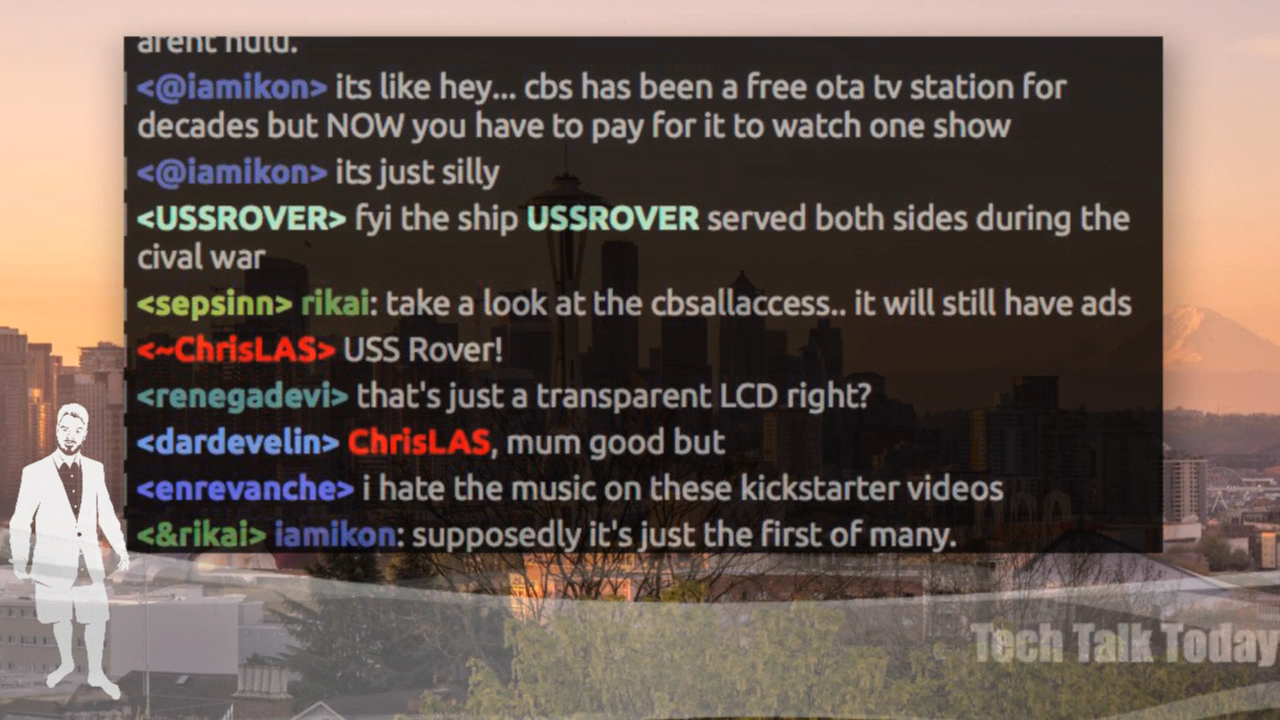 arent hulu.
<@iamikon> its like hey... cbs has been a free ota tv station for
decades but NOW you have to pay for it to watch one show
<@iamikon> its just silly
<USSROVER> fyi the ship USSROVER served both sides during the
cival war
<sepsinn> rikai: take a look at the cbsallaccess.. it will still have ads
<~ChrisLAS> USS Rover!
<renegadevi> that's just a transparent LCD right?
<dardevelin> ChrisLAS, mum good but
<enrevanche> i hate the music on these kickstarter videos
<&rikai> iamikon: supposedly it's just the first of many.
Tech Talk Today